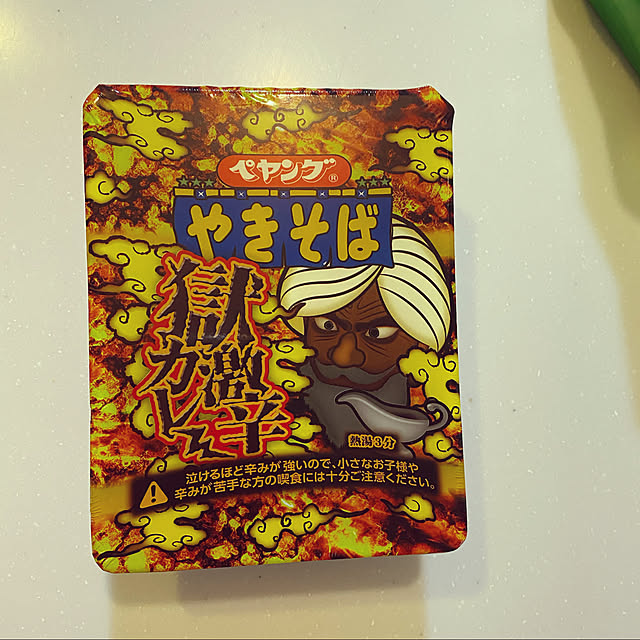 ペヤング®
やきそば
獄激辛
カレー
熱湯3分
泣けるほど辛みが強いので、小さなお子様や
辛みが苦手な方の喫食には十分ご注意ください。